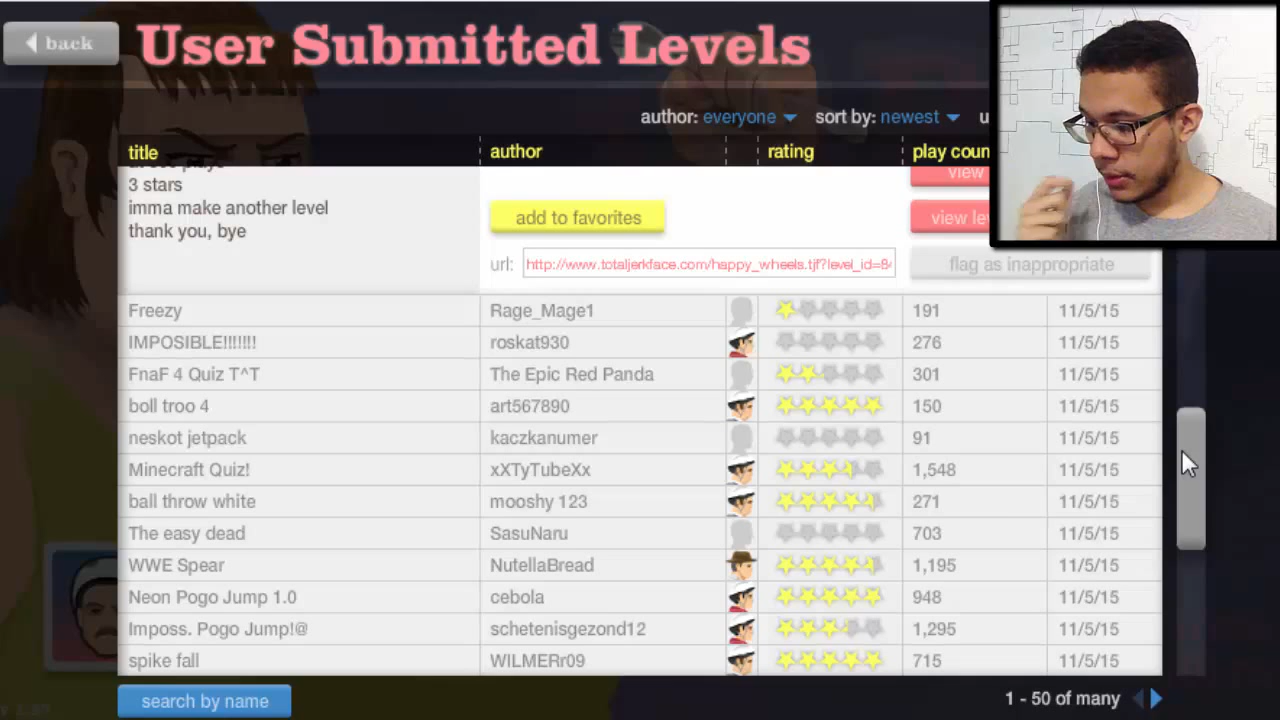 back
User Submitted Levels
author: everyone sort by: newest u
title author rating play coun
3 stars
imma make another level
thank you, bye
add to favorites
view
view lev
url: http://www.totaljerkface.com/happy_wheels.tjf?level_id=8
flag as inappropriate
Freezy Rage_Mage1 191 11/5/15
IMPOSIBLE!!!!!!! roskat930 276 11/5/15
FnaF 4 Quiz T^T The Epic Red Panda 301 11/5/15
boll troo 4 art567890 150 11/5/15
neskot jetpack kaczkanumer 91 11/5/15
Minecraft Quiz! xXTyTubeXx 1,548 11/5/15
ball throw white mooshy 123 271 11/5/15
The easy dead SasuNaru 703 11/5/15
WWE Spear NutellaBread 1,195 11/5/15
Neon Pogo Jump 1.0 cebola 948 11/5/15
Imposs. Pogo Jump!@ schetenisgezond12 1,295 11/5/15
spike fall WILMERr09 715 11/5/15
search by name
1 - 50 of many